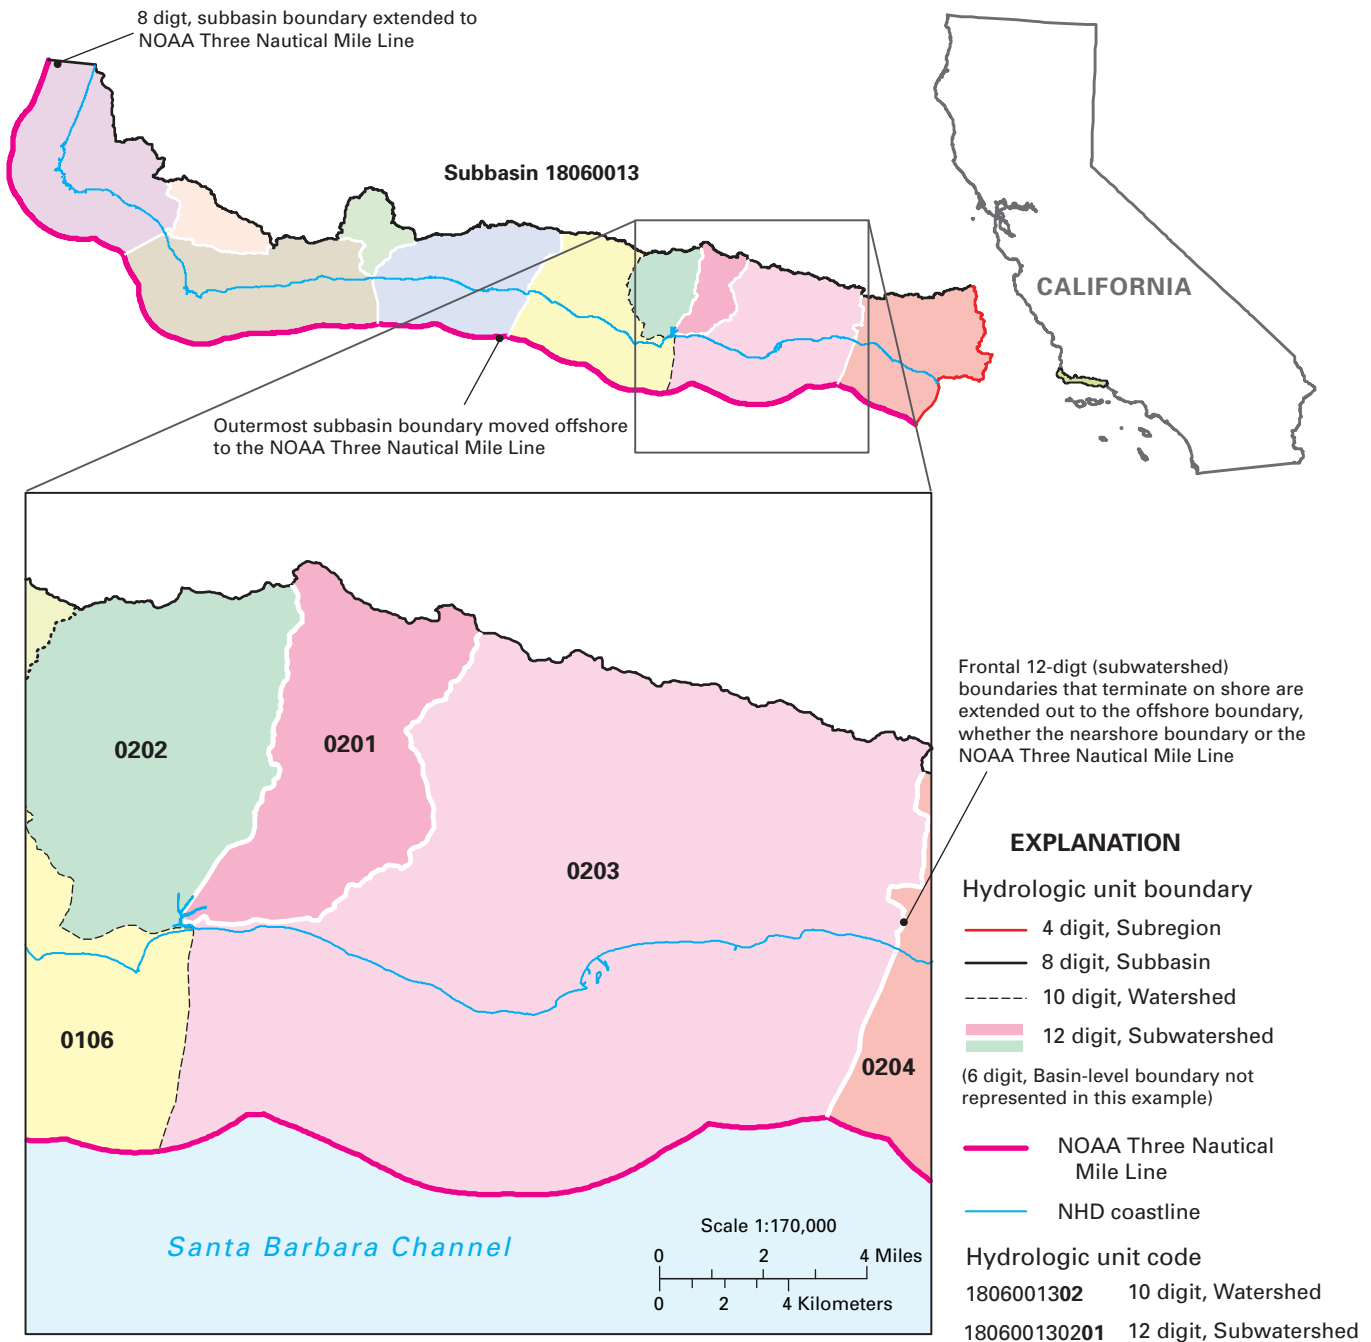 8 digt, subbasin boundary extended to
NOAA Three Nautical Mile Line
Subbasin 18060013
CALIFORNIA
Outermost subbasin boundary moved offshore
to the NOAA Three Nautical Mile Line
0202
0201
0203
0106
0204
Santa Barbara Channel
Scale 1:170,000
0 2 4 Miles
0 2 4 Kilometers
Frontal 12-digt (subwatershed)
boundaries that terminate on shore are
extended out to the offshore boundary,
whether the nearshore boundary or the
NOAA Three Nautical Mile Line
EXPLANATION
Hydrologic unit boundary
4 digit, Subregion
8 digit, Subbasin
10 digit, Watershed
12 digit, Subwatershed
(6 digit, Basin-level boundary not
represented in this example)
NOAA Three Nautical
Mile Line
NHD coastline
Hydrologic unit code
1806001302 10 digit, Watershed
180600130201 12 digit, Subwatershed